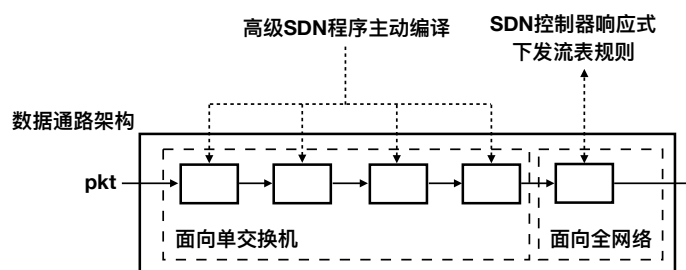 高级SDN程序主动编译
SDN控制器响应式
下发流表规则
数据通路架构
pkt
面向单交换机
面向全网络